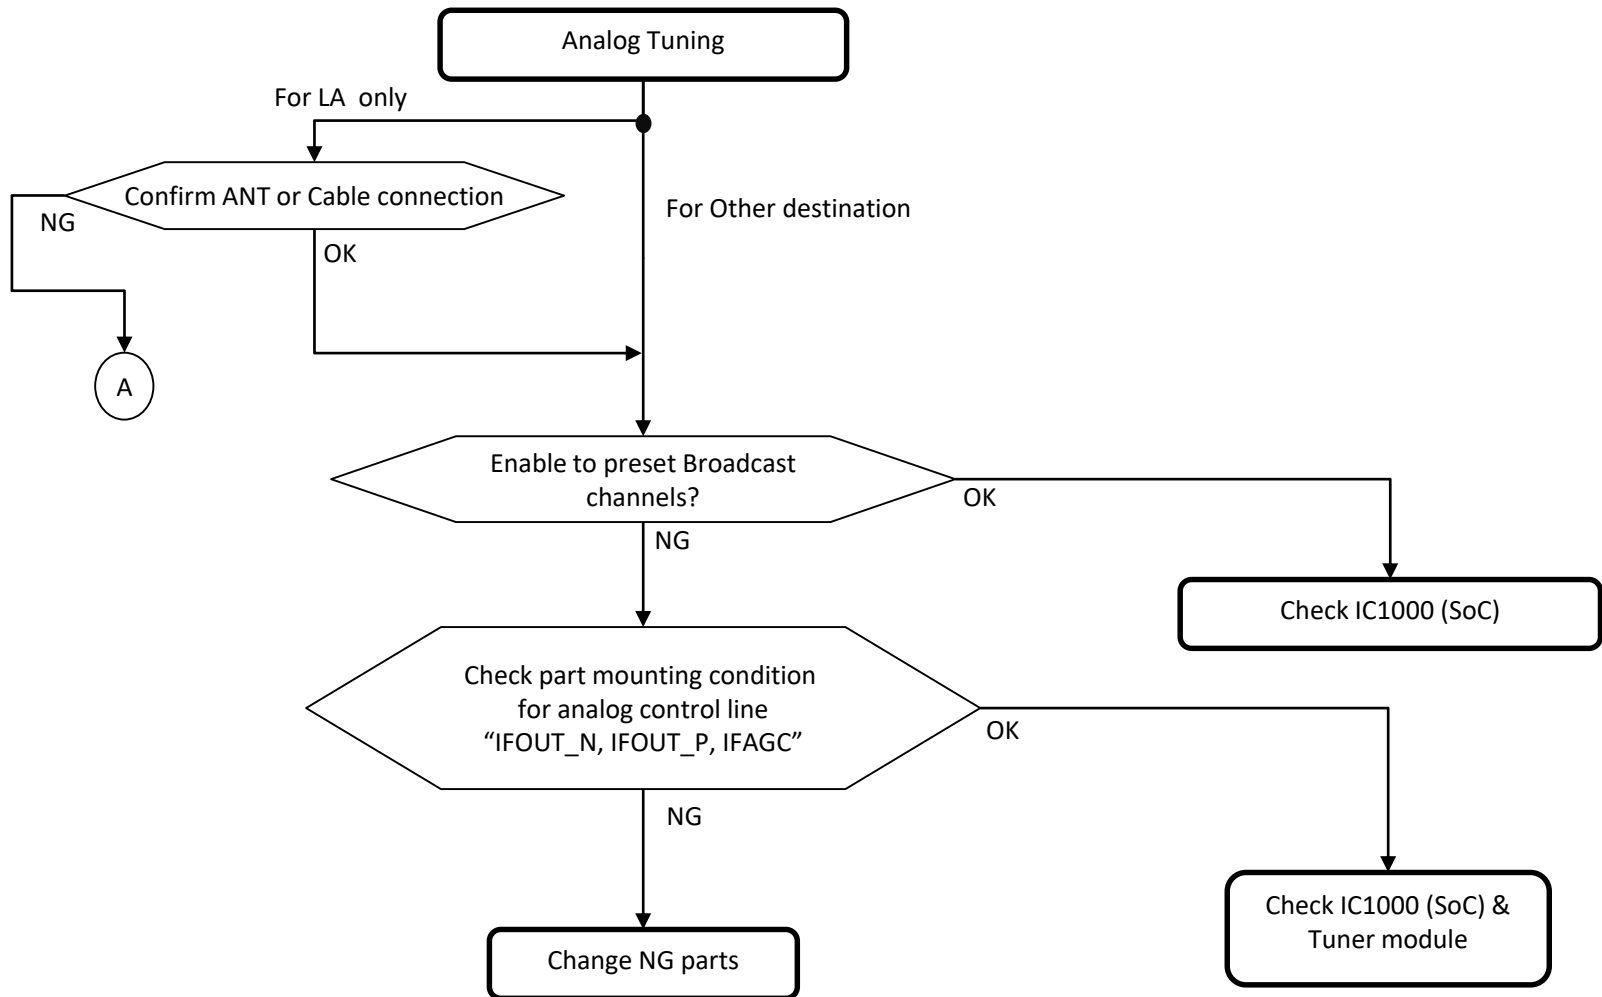 Analog Tuning
For LA  only
Confirm ANT or Cable connection
For Other destination
NG
OK
A
Enable to preset Broadcast
channels?
OK
NG
Check IC1000 (SoC)
Check part mounting condition
for analog control line
“IFOUT_N, IFOUT_P, IFAGC”
OK
NG
Check IC1000 (SoC) &
Tuner module
Change NG parts